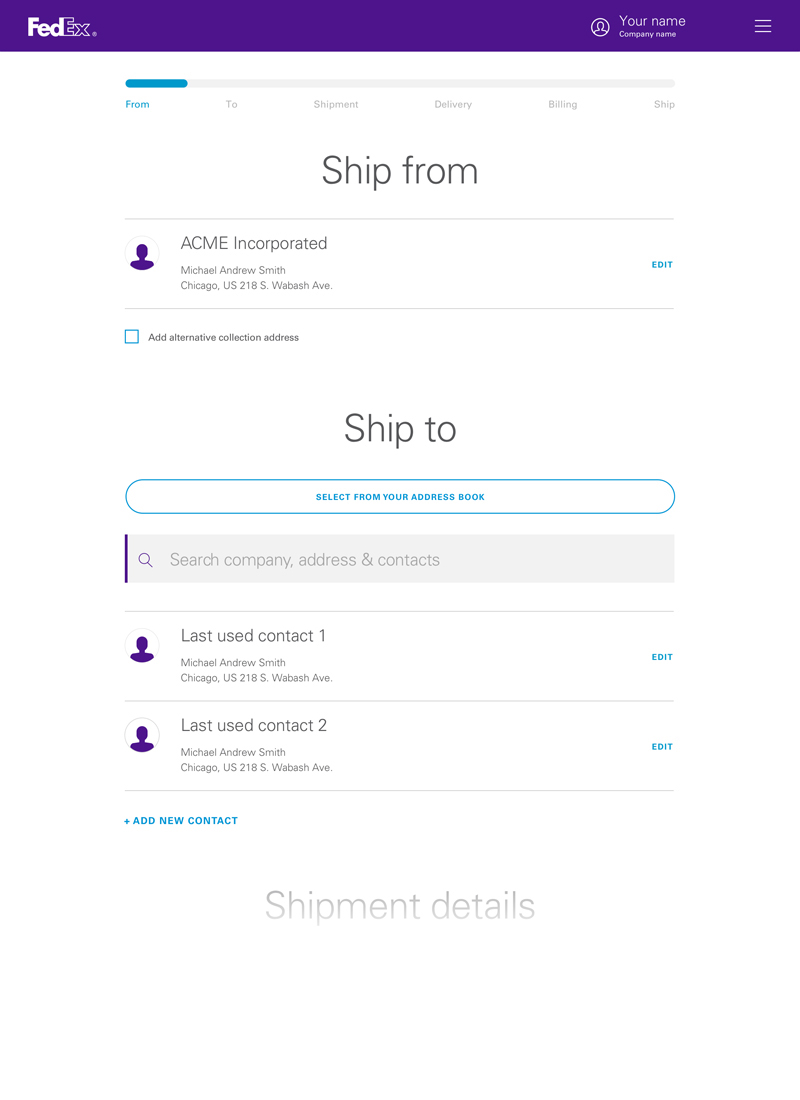 FedEx®
Your name
Company name
From To Shipment Delivery Billing Ship
Ship from
ACME Incorporated
Michael Andrew Smith
Chicago, US 218 S. Wabash Ave.
EDIT
Add alternative collection address
Ship to
SELECT FROM YOUR ADDRESS BOOK
Search company, address & contacts
Last used contact 1
Michael Andrew Smith
Chicago, US 218 S. Wabash Ave.
EDIT
Last used contact 2
Michael Andrew Smith
Chicago, US 218 S. Wabash Ave.
EDIT
+ ADD NEW CONTACT
Shipment details